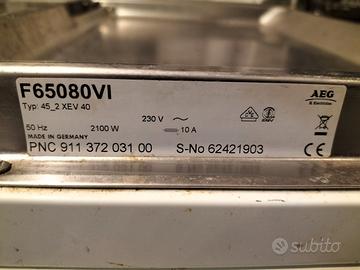 F65080VI
Typ: 45_2 XEV 40
AEG
230 V ~
50 Hz 2100 W 10 A
MADE IN GERMANY
PNC 911 372 031 00 S-No 62421903
CE
subito